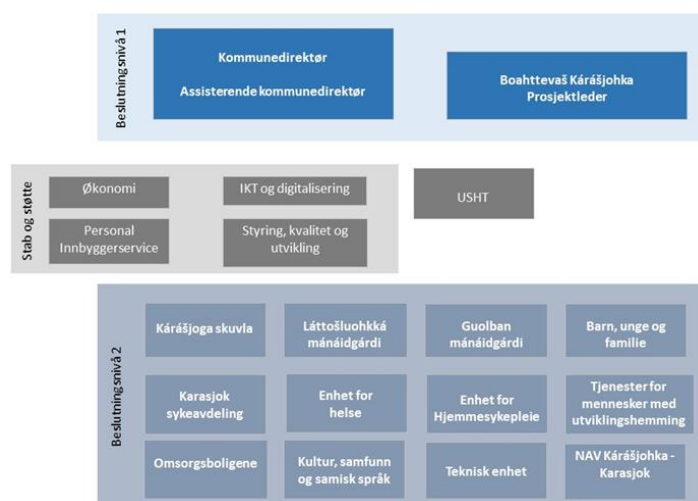 Beslutningsnivå 1
Kommunedirektør
Assisterende kommunedirektør
Boahttevaš Kárášjohka
Prosjektleder
Stab og støtte
Økonomi
IKT og digitalisering
Personal
Innbyggerservice
Styring, kvalitet og
utvikling
USHT
Beslutningsnivå 2
Kárášjoga skuvla
Láttošluohkká
mánáidgárdi
Guolban
mánáidgárdi
Barn, unge og
familie
Karasjok
sykeavdeling
Enhet for
helse
Enhet for
Hjemmesykepleie
Tjenester for
mennesker med
utviklingshemming
Omsorgsboligene
Kultur, samfunn
og samisk språk
Teknisk enhet
NAV Kárášjohka -
Karasjok